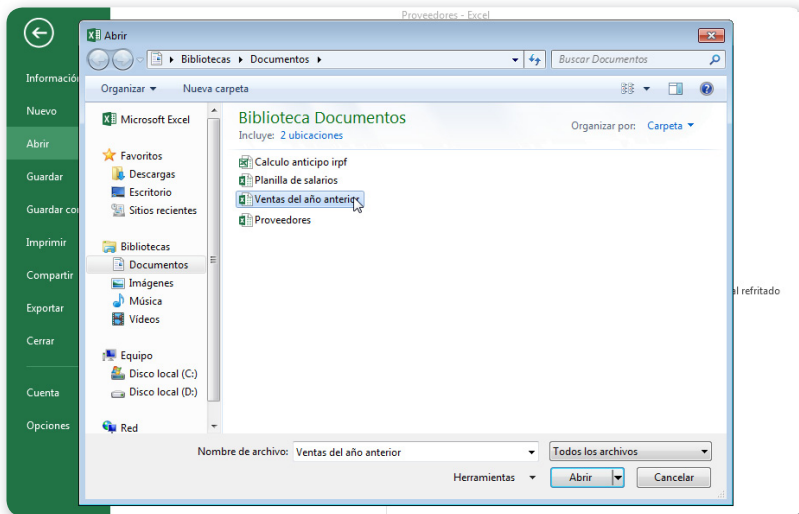 Proveedores - Excel
Abrir
Bibliotecas Documentos
Buscar Documentos
Organizar Nueva carpeta
Información
Nuevo
Abrir
Guardar
Guardar co
Imprimir
Compartir
Exportar
Cerrar
Cuenta
Opciones
Microsoft Excel
Favoritos
Descargas
Escritorio
Sitios recientes
Bibliotecas
Documentos
Imágenes
Música
Vídeos
Equipo
Disco local (C:)
Disco local (D:)
Red
Biblioteca Documentos
Incluye: 2 ubicaciones
Organizar por: Carpeta
Calculo anticipo irpf
Planilla de salarios
Ventas del año anterior
Proveedores
al refritado
Nombre de archivo: Ventas del año anterior Todos los archivos
Herramientas Abrir Cancelar